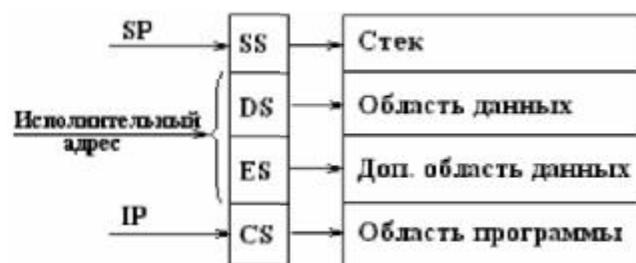 SP
SS
Стек
DS
Область данных
Исполнительный
адрес
ES
Доп. область данных
IP
CS
Область программы